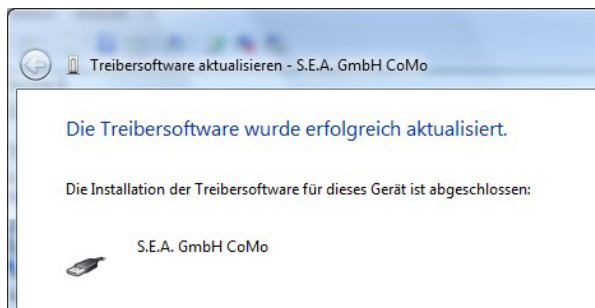 Treibersoftware aktualisieren - S.E.A. GmbH CoMo
Die Treibersoftware wurde erfolgreich aktualisiert.
Die Installation der Treibersoftware für dieses Gerät ist abgeschlossen:
S.E.A. GmbH CoMo